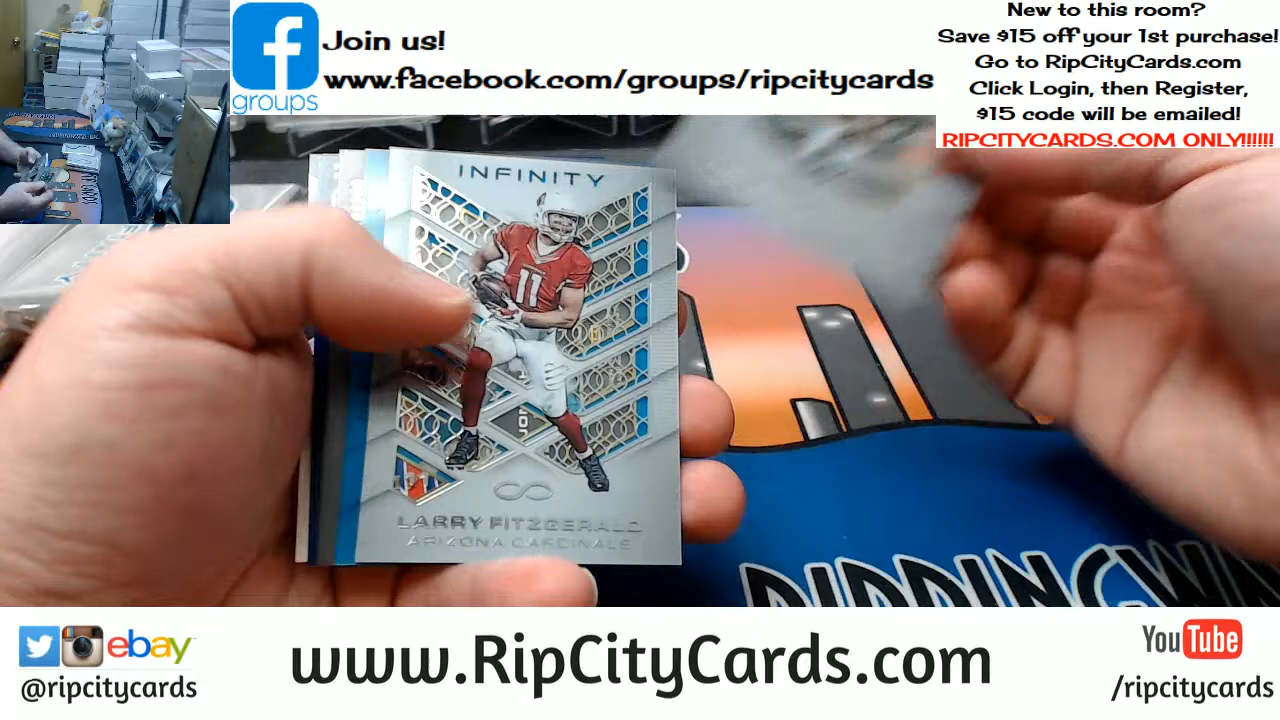 Join us!
www.facebook.com/groups/ripcitycards
groups
New to this room?
Save $15 off your 1st purchase!
Go to RipCityCards.com
Click Login, then Register,
$15 code will be emailed!
RIPCITYCARDS.COM ONLY!!!!!!
INFINITY
11
LARRY FITZGERALD
ARIZONA CARDINALS
ebay
@ripcitycards
www.RipCityCards.com
YouTube
/ripcitycards